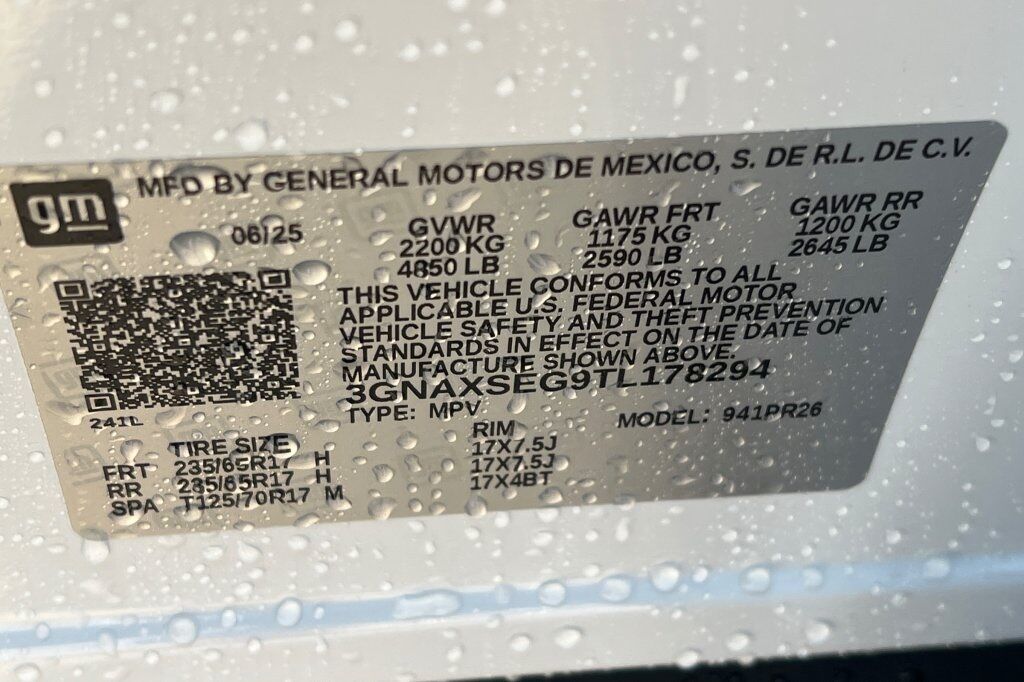 gm
MFD BY GENERAL MOTORS DE MEXICO, S. DE R.L. DE C.V.
06/25 GVWR GAWR FRT GAWR RR
2200 KG 1175 KG 1200 KG
4850 LB 2590 LB 2645 LB
THIS VEHICLE CONFORMS TO ALL
APPLICABLE U.S. FEDERAL MOTOR
VEHICLE SAFETY AND THEFT PREVENTION
STANDARDS IN EFFECT ON THE DATE OF
MANUFACTURE SHOWN ABOVE.
3GNAXSEG9TL178294
TYPE: MPV MODEL: 941PR26
241L
TIRE SIZE RIM
FRT 235/65R17 H 17X7.5J
RR 235/65R17 H 17X7.5J
SPA T125/70R17 M 17X4BT